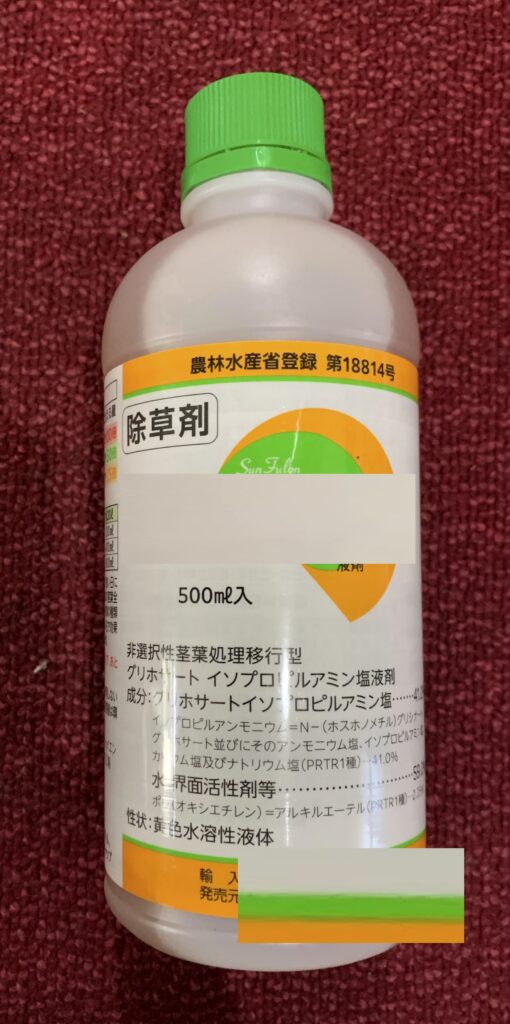 農林水産省登録 第18814号
除草剤
SunFulon
液剤
500mℓ入
非選択性茎葉処理移行型
グリホサート イソプロピルアミン塩液剤
成分:グリホサートイソプロピルアミン塩……41.0%
イソプロピルアンモニウム=N-(ホスホノメチル)グリシナート
グリホサート並びにそのアンモニウム塩、イソプロピルアミン塩、
カリウム塩及びナトリウム塩(PRTR1種)…41.0%
水、界面活性剤等……59.0%
ポリ(オキシエチレン)=アルキルエーテル(PRTR1種)…2.
性状:黄色水溶性液体
輸 入
発売元